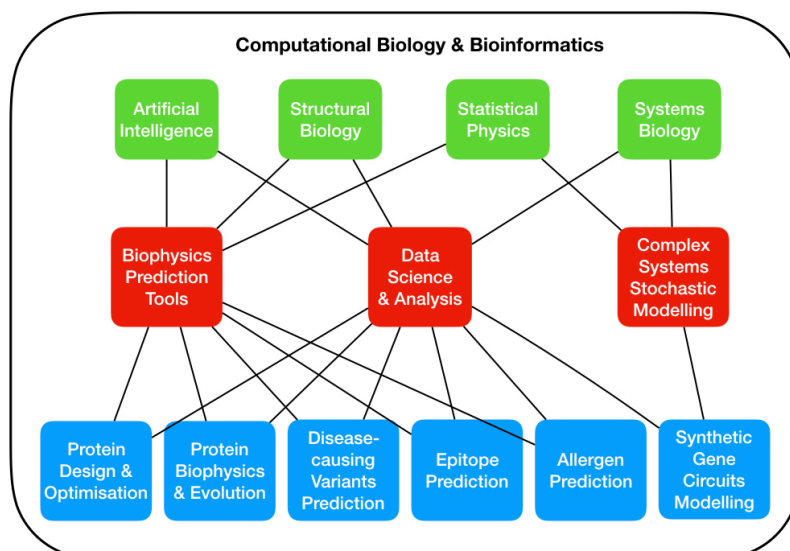 Computational Biology & Bioinformatics
Artificial
Intelligence
Structural
Biology
Statistical
Physics
Systems
Biology
Biophysics
Prediction
Tools
Data
Science
& Analysis
Complex
Systems
Stochastic
Modelling
Protein
Design &
Optimisation
Protein
Biophysics
& Evolution
Disease-
causing
Variants
Prediction
Epitope
Prediction
Allergen
Prediction
Synthetic
Gene
Circuits
Modelling